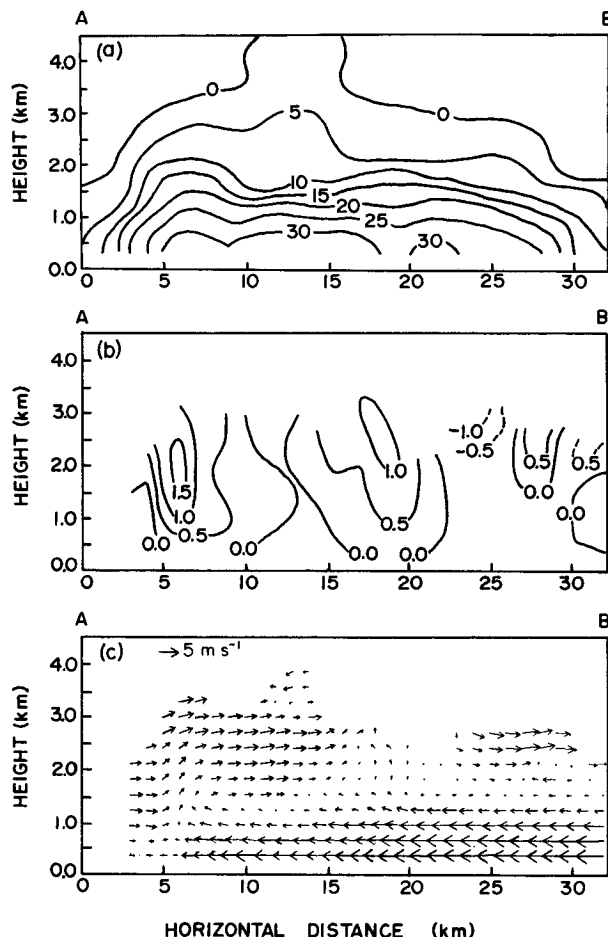 A B
(a)
4.0
3.0
2.0
1.0
0.0
HEIGHT (km)
0 0
5
10
15
20
25
30 30
0 5 10 15 20 25 30
A B
(b)
4.0
3.0
2.0
1.0
0.0
HEIGHT (km)
-1.0
-0.5
1.0 0.5 0.5
1.5 0.0
1.0 0.0
0.5 0.5
0.0 0.0 0.0 0.0
0 5 10 15 20 25 30
A B
(c) 5 m s⁻¹
4.0
3.0
2.0
1.0
0.0
HEIGHT (km)
0 5 10 15 20 25 30
HORIZONTAL DISTANCE (km)